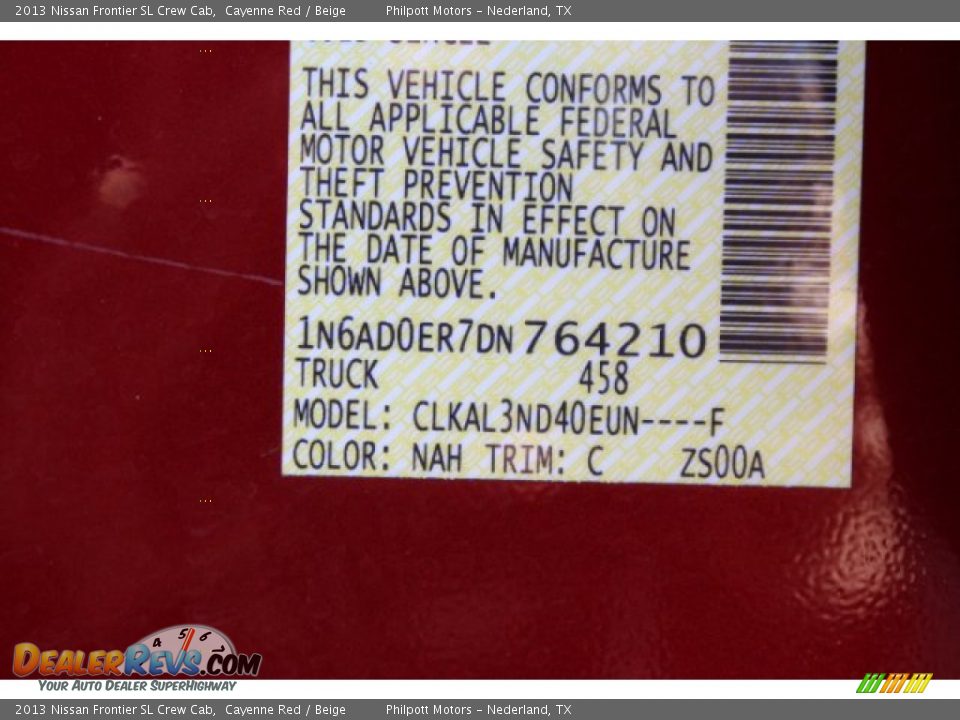 2013 Nissan Frontier SL Crew Cab, Cayenne Red / Beige Philpott Motors - Nederland, TX
THIS VEHICLE CONFORMS TO
ALL APPLICABLE FEDERAL
MOTOR VEHICLE SAFETY AND
THEFT PREVENTION
STANDARDS IN EFFECT ON
THE DATE OF MANUFACTURE
SHOWN ABOVE.
1N6AD0ER7DN764210
TRUCK 458
MODEL: CLKAL3ND40EUN----F
COLOR: NAH TRIM: C ZS00A
4 5 6
DEALERREVS.COM
YOUR AUTO DEALER SUPERHIGHWAY
2013 Nissan Frontier SL Crew Cab, Cayenne Red / Beige Philpott Motors - Nederland, TX